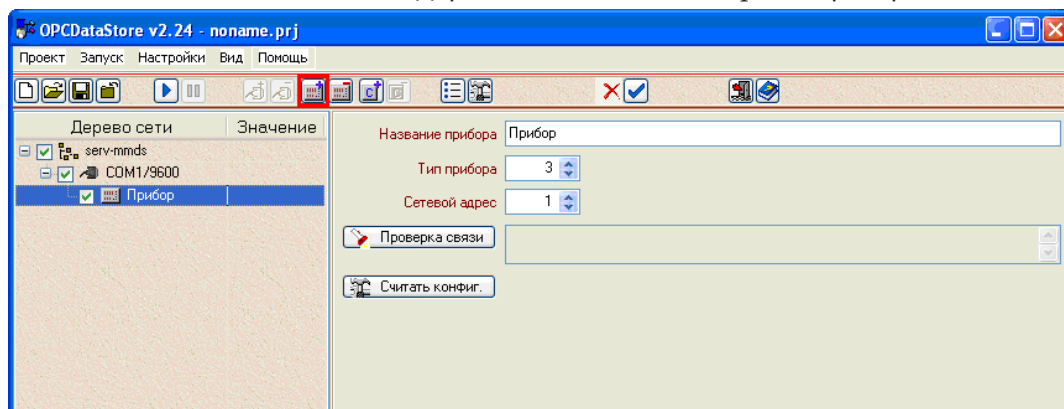 OPCDataStore v2.24 - noname.prj
Проект Запуск Настройки Вид Помощь
Дерево сети Значение
serv-mmds
COM1/9600
Прибор
Название прибора Прибор
Тип прибора 3
Сетевой адрес 1
Проверка связи
Считать конфиг.